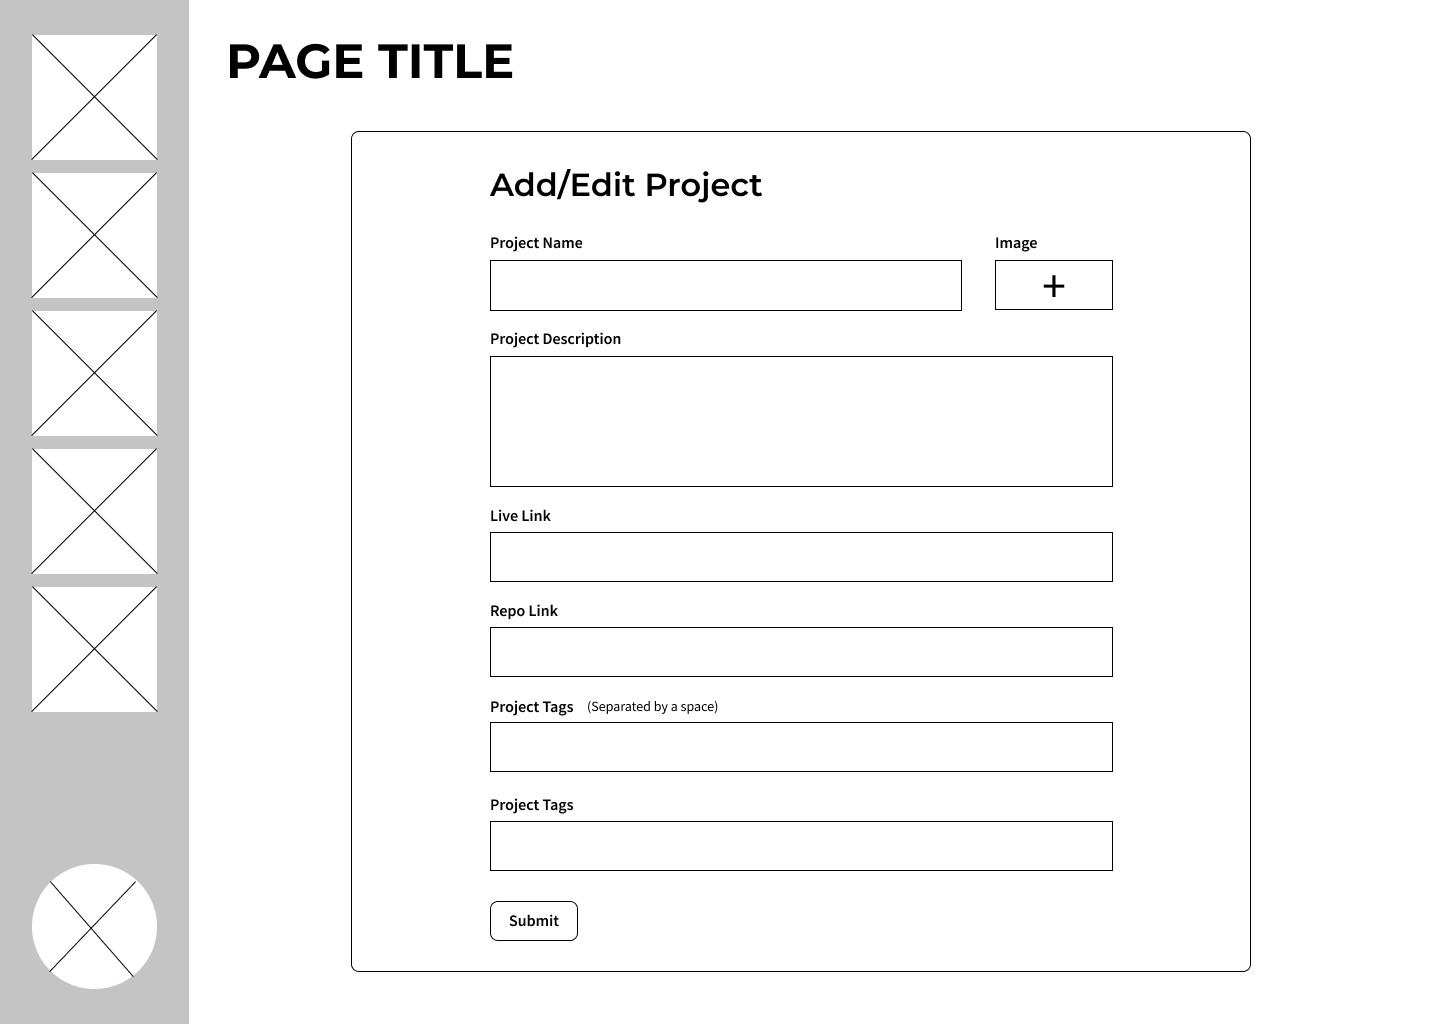 PAGE TITLE
Add/Edit Project
Project Name
Image
+
Project Description
Live Link
Repo Link
Project Tags (Separated by a space)
Project Tags
Submit